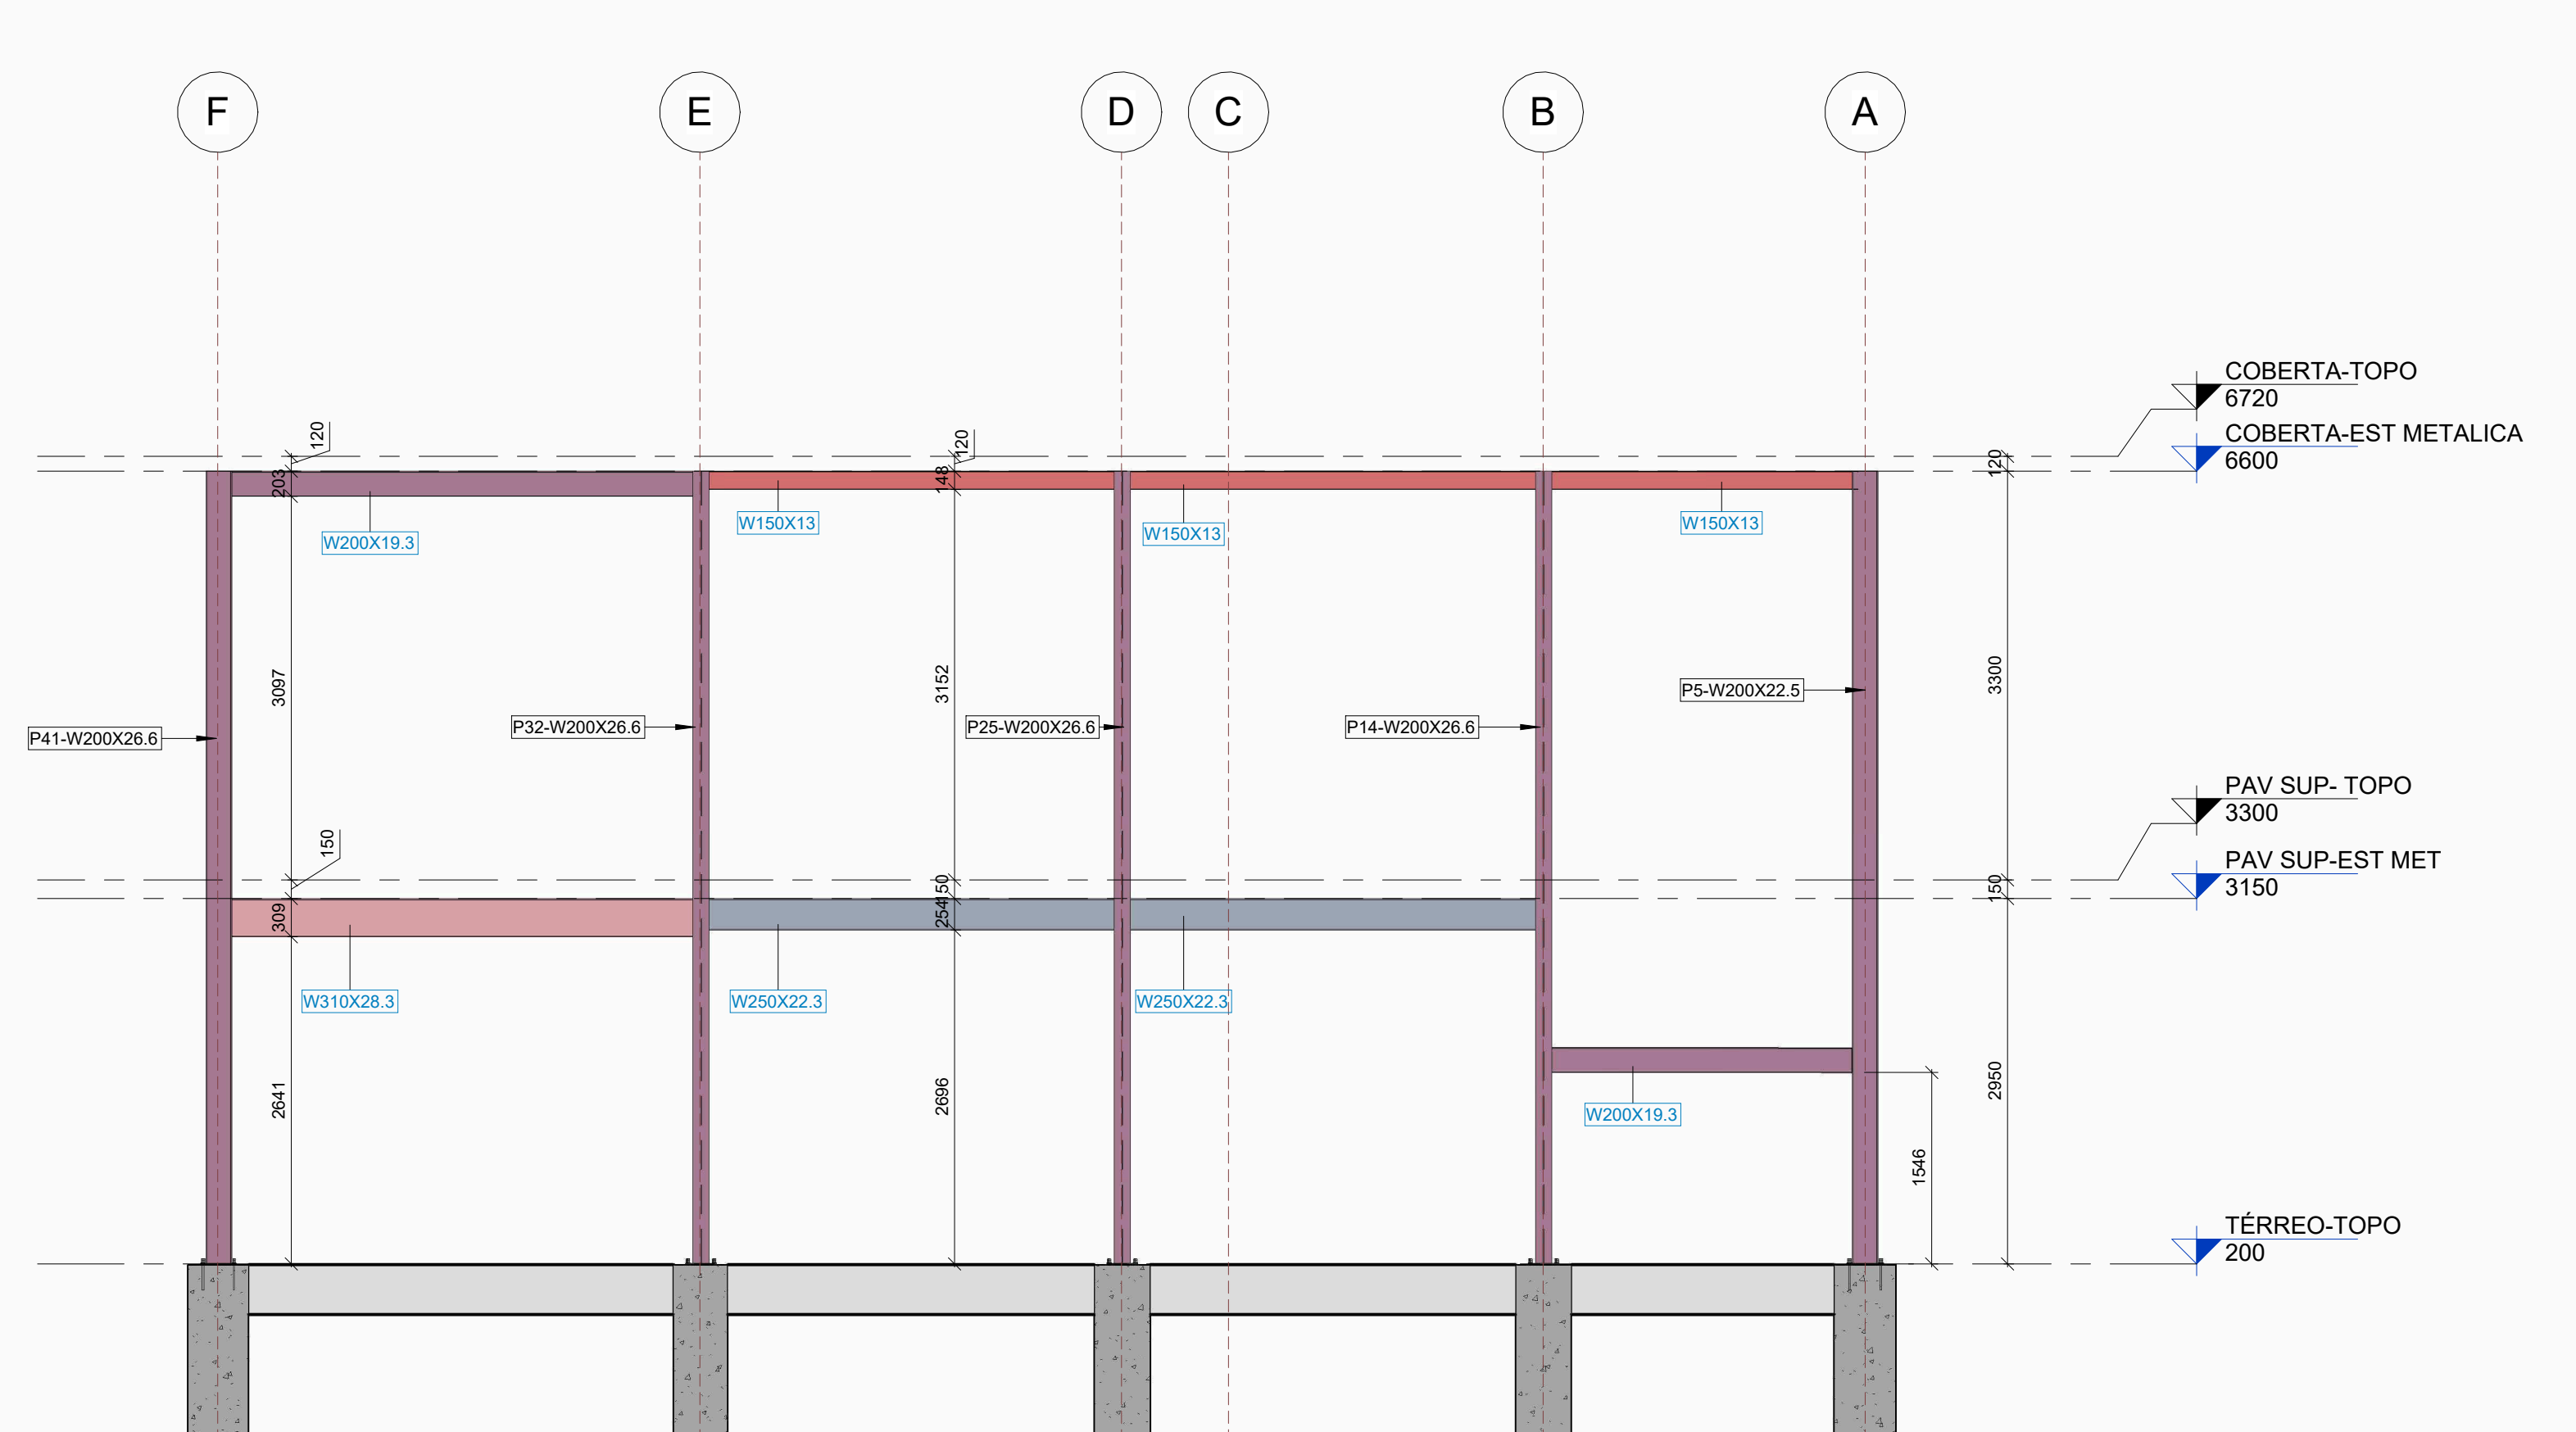 F
E
D
C
B
A
COBERTA-TOPO
6720
COBERTA-EST METALICA
6600
120
120
120
203
148
W200X19.3
W150X13
W150X13
W150X13
3097
3152
3300
P41-W200X26.6
P32-W200X26.6
P25-W200X26.6
P14-W200X26.6
P5-W200X22.5
PAV SUP- TOPO
3300
PAV SUP-EST MET
3150
150
150
150
309
254
W310X28.3
W250X22.3
W250X22.3
W200X19.3
2641
2696
2950
1546
TÉRREO-TOPO
200